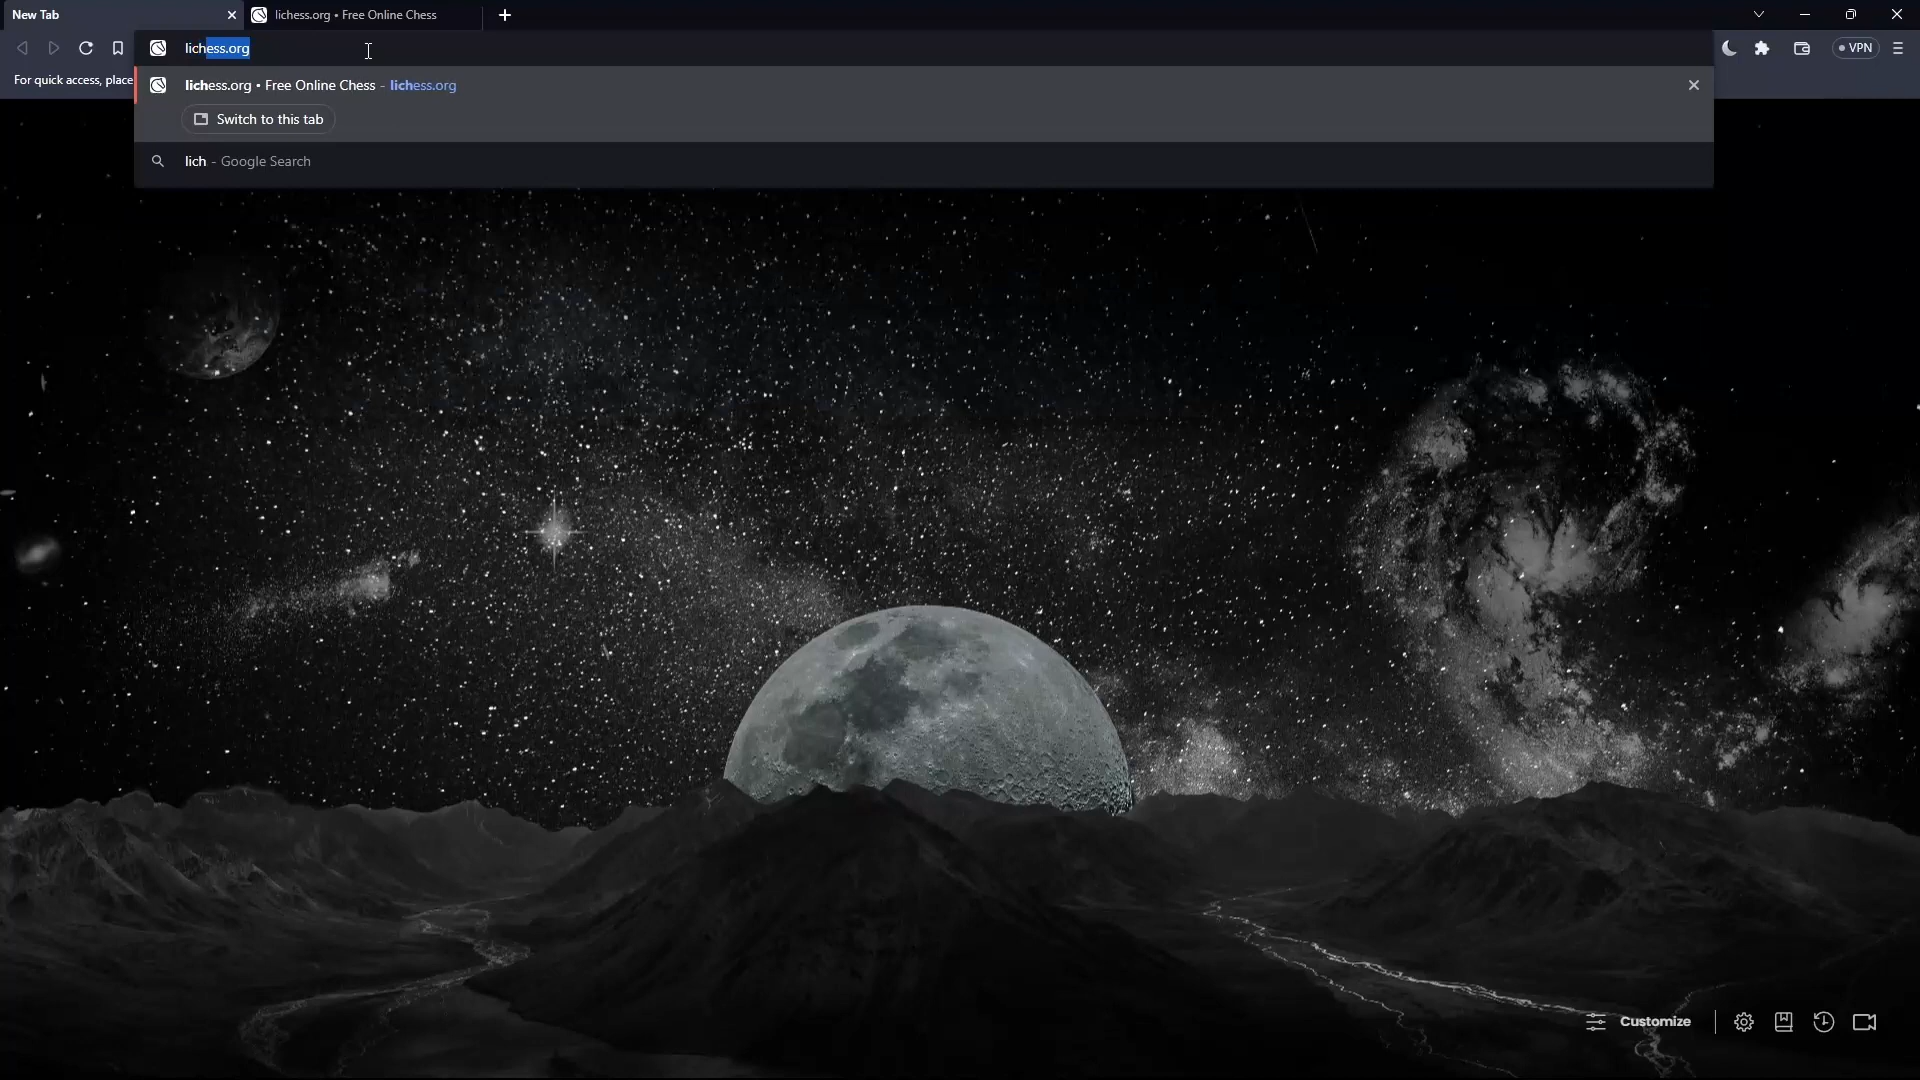 New Tab
lichess.org • Free Online Chess
lichess.org
VPN
For quick access, place
lichess.org • Free Online Chess - lichess.org
Switch to this tab
lich - Google Search
Customize